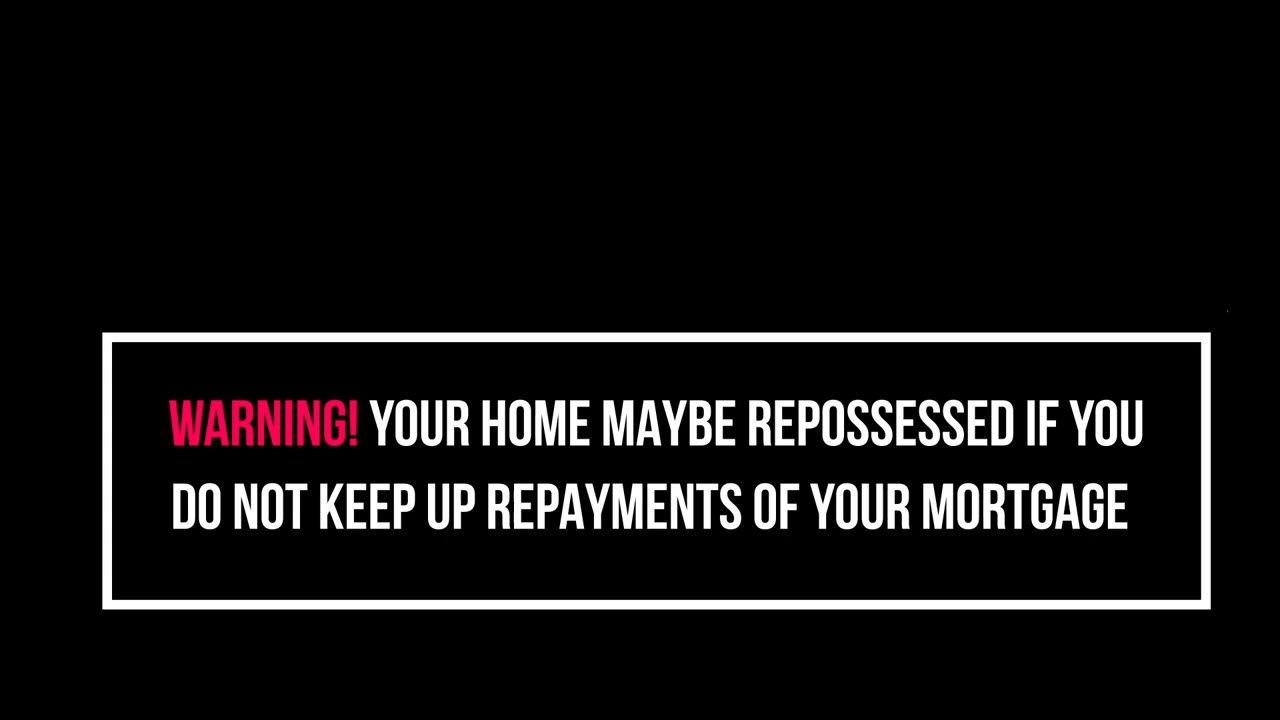 WARNING! YOUR HOME MAYBE REPOSSESSED IF YOU
DO NOT KEEP UP REPAYMENTS OF YOUR MORTGAGE